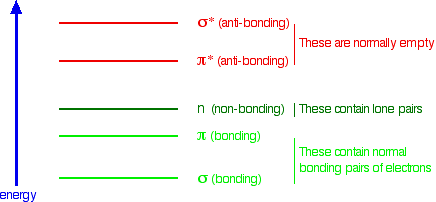 σ* (anti-bonding)
π* (anti-bonding)
These are normally empty
n (non-bonding)
These contain lone pairs
π (bonding)
σ (bonding)
These contain normal
bonding pairs of electrons
energy